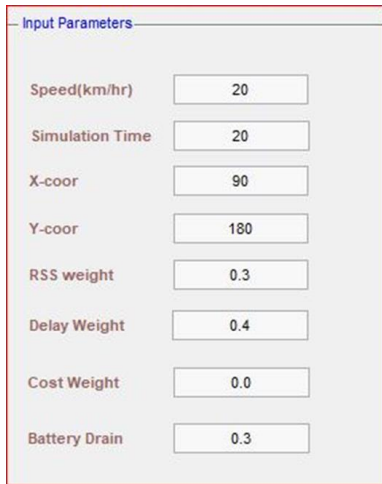 Input Parameters
Speed(km/hr) 20
Simulation Time 20
X-coor 90
Y-coor 180
RSS weight 0.3
Delay Weight 0.4
Cost Weight 0.0
Battery Drain 0.3